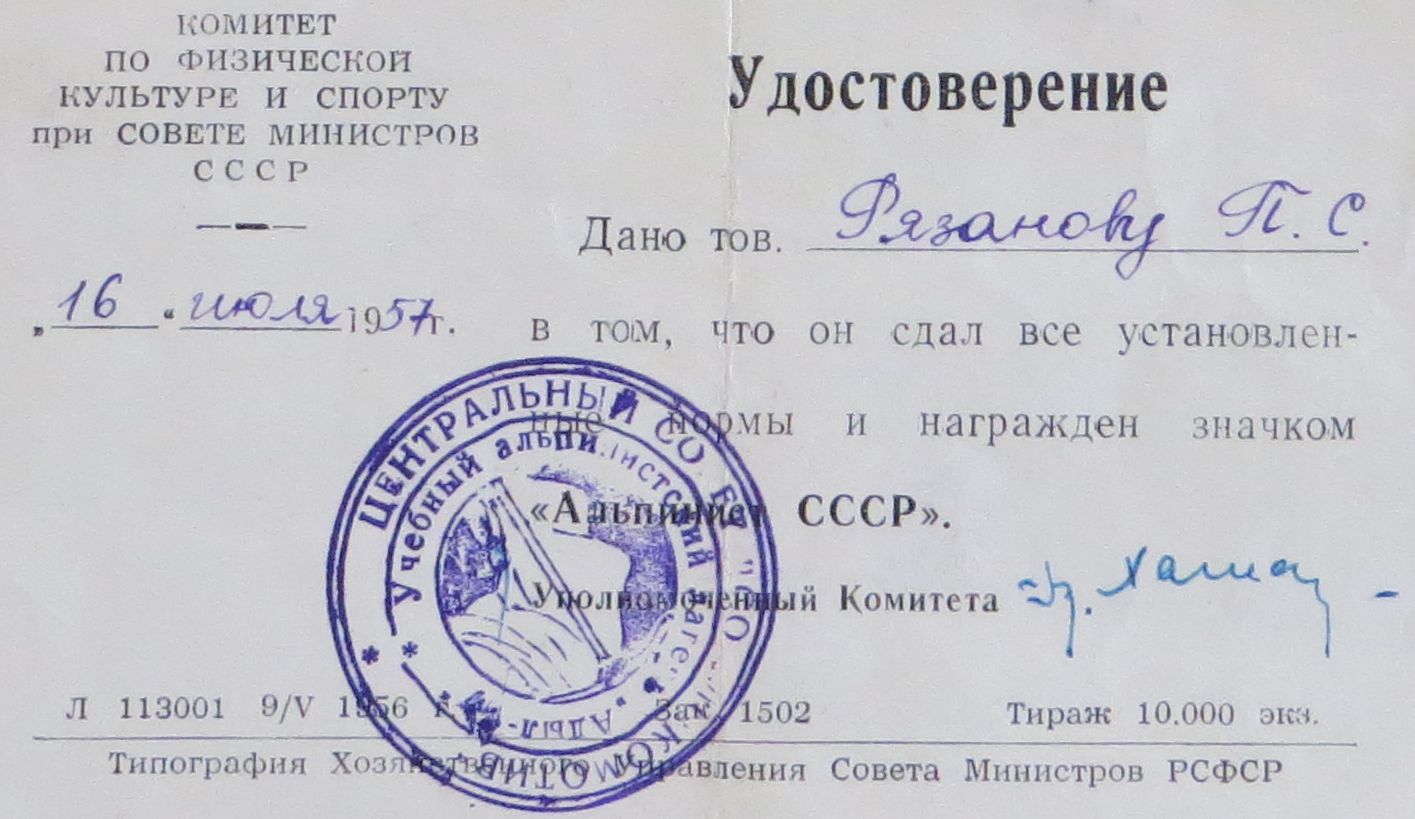 КОМИТЕТ
ПО ФИЗИЧЕСКОЙ
КУЛЬТУРЕ И СПОРТУ
при СОВЕТЕ МИНИСТРОВ
СССР
„16“ июля 1957 г.
Удостоверение
Дано тов. Рязанову П. С.
в том, что он сдал все установлен-
ные нормы и награжден значком
«Альпинист СССР».
Уполномоченный Комитета
ЦЕНТРАЛЬНЫЙ
Учебный альпинистский лагерь
Л 113001 9/V 1956 г. Зак 1502 Тираж 10.000 экз.
Типография Хозяйственного Управления Совета Министров РСФСР